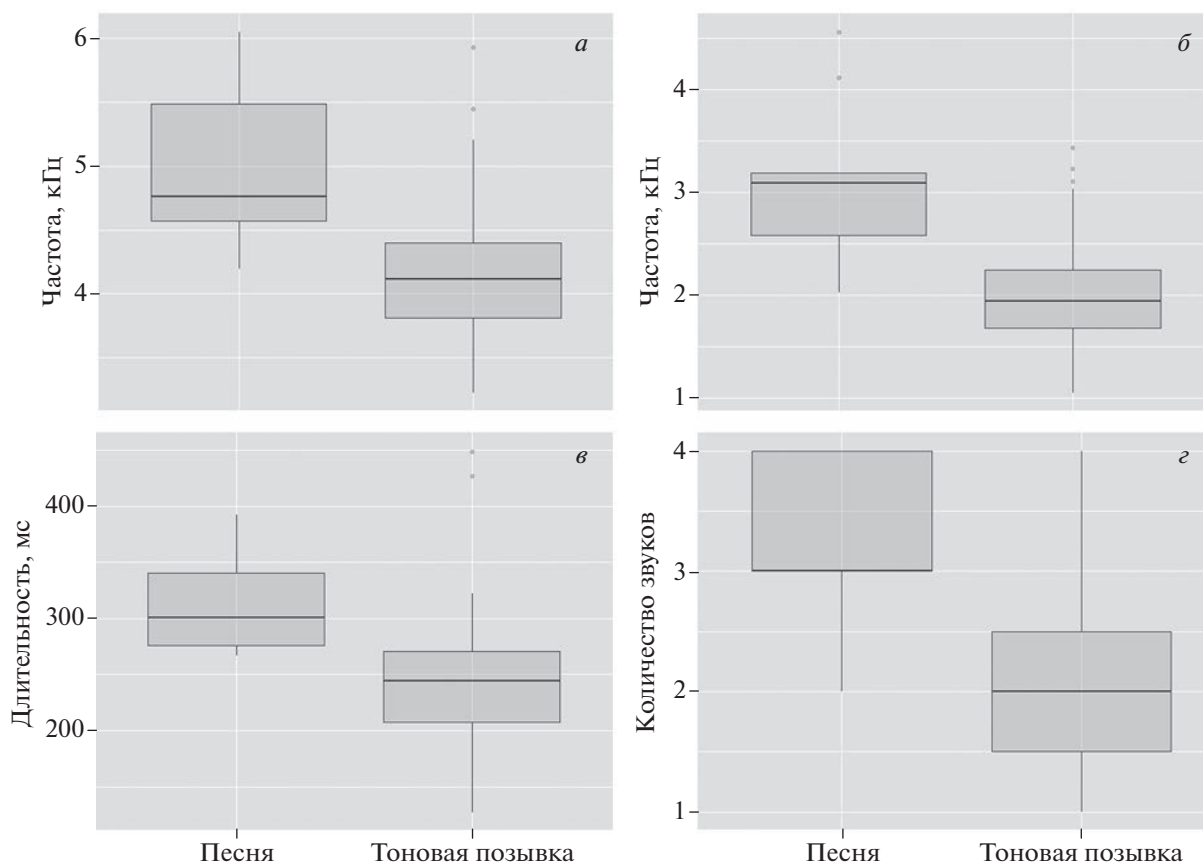 а
Частота, кГц
6
5
4
б
Частота, кГц
4
3
2
1
в
Длительность, мс
400
300
200
г
Количество звуков
4
3
2
1
Песня
Тоновая позывка
Песня
Тоновая позывка